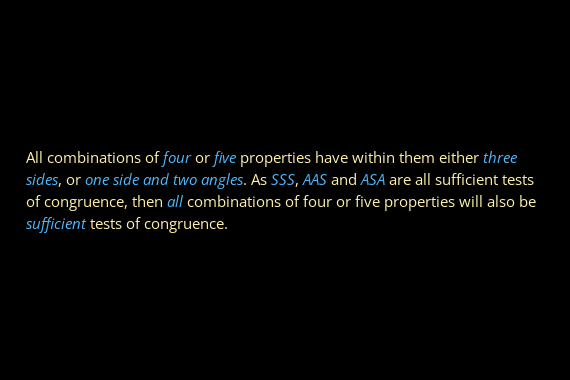 All combinations of four or five properties have within them either three
sides, or one side and two angles. As SSS, AAS and ASA are all sufficient tests
of congruence, then all combinations of four or five properties will also be
sufficient tests of congruence.